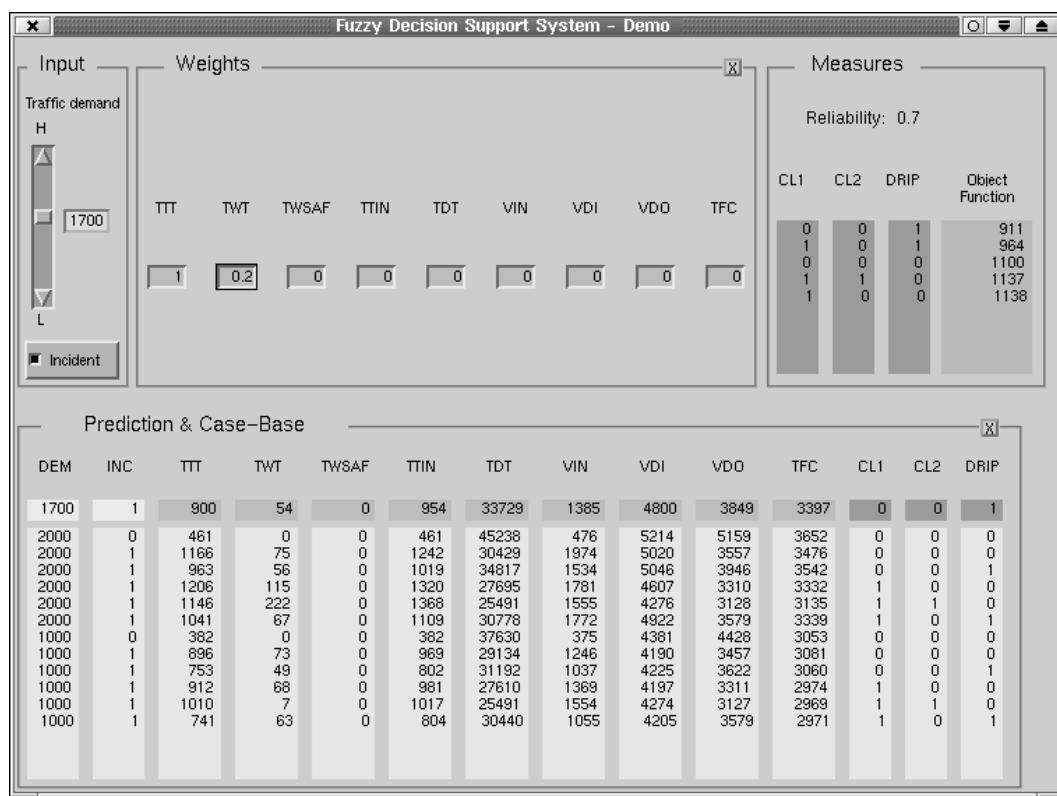 Fuzzy Decision Support System – Demo
Input
Traffic demand
H
1700
L
Incident
Weights
X
TTT TWT TWSAF TTIN TDT VIN VDI VDO TFC
1 0.2 0 0 0 0 0 0 0
Measures
Reliability: 0.7
CL1 CL2 DRIP Object
Function
0 0 1 911
1 0 1 964
0 0 0 1100
1 1 0 1137
1 0 0 1138
Prediction & Case–Base
X
DEM INC TTT TWT TWSAF TTIN TDT VIN VDI VDO TFC CL1 CL2 DRIP
1700 1 900 54 0 954 33729 1385 4800 3849 3397 0 0 1
2000 0 461 0 0 461 45238 476 5214 5159 3652 0 0 0
2000 1 1166 75 0 1242 30429 1974 5020 3557 3476 0 0 0
2000 1 963 56 0 1019 34817 1534 5046 3946 3542 0 0 1
2000 1 1206 115 0 1320 27695 1781 4607 3310 3332 1 0 0
2000 1 1146 222 0 1368 25491 1555 4276 3128 3135 1 1 0
2000 1 1041 67 0 1109 30778 1772 4922 3579 3339 1 0 1
1000 0 382 0 0 382 37630 375 4381 4428 3053 0 0 0
1000 1 896 73 0 969 29134 1246 4190 3457 3081 0 0 0
1000 1 753 49 0 802 31192 1037 4225 3622 3060 0 0 1
1000 1 912 68 0 981 27610 1369 4197 3311 2974 1 0 0
1000 1 1010 7 0 1017 25491 1554 4274 3127 2969 1 1 0
1000 1 741 63 0 804 30440 1055 4205 3579 2971 1 0 1